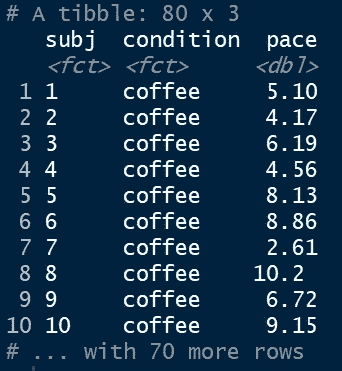 # A tibble: 80 x 3
subj condition pace
<fct> <fct> <dbl>
1 1 coffee 5.10
2 2 coffee 4.17
3 3 coffee 6.19
4 4 coffee 4.56
5 5 coffee 8.13
6 6 coffee 8.86
7 7 coffee 2.61
8 8 coffee 10.2
9 9 coffee 6.72
10 10 coffee 9.15
# ... with 70 more rows